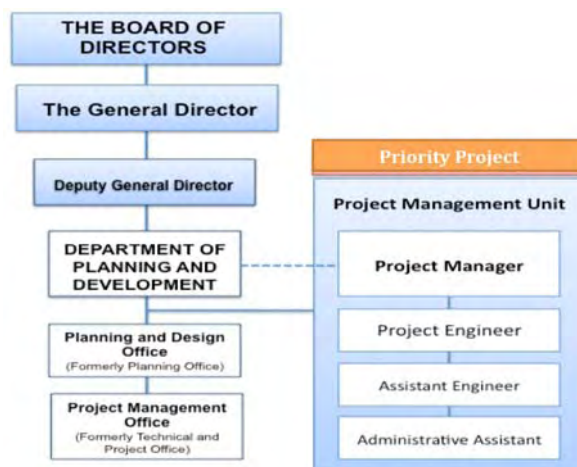 THE BOARD OF
DIRECTORS
The General Director
Deputy General Director
DEPARTMENT OF
PLANNING AND
DEVELOPMENT
Planning and Design
Office
(Formerly Planning Office)
Project Management
Office
(Formerly Technical and
Project Office)
Priority Project
Project Management Unit
Project Manager
Project Engineer
Assistant Engineer
Administrative Assistant